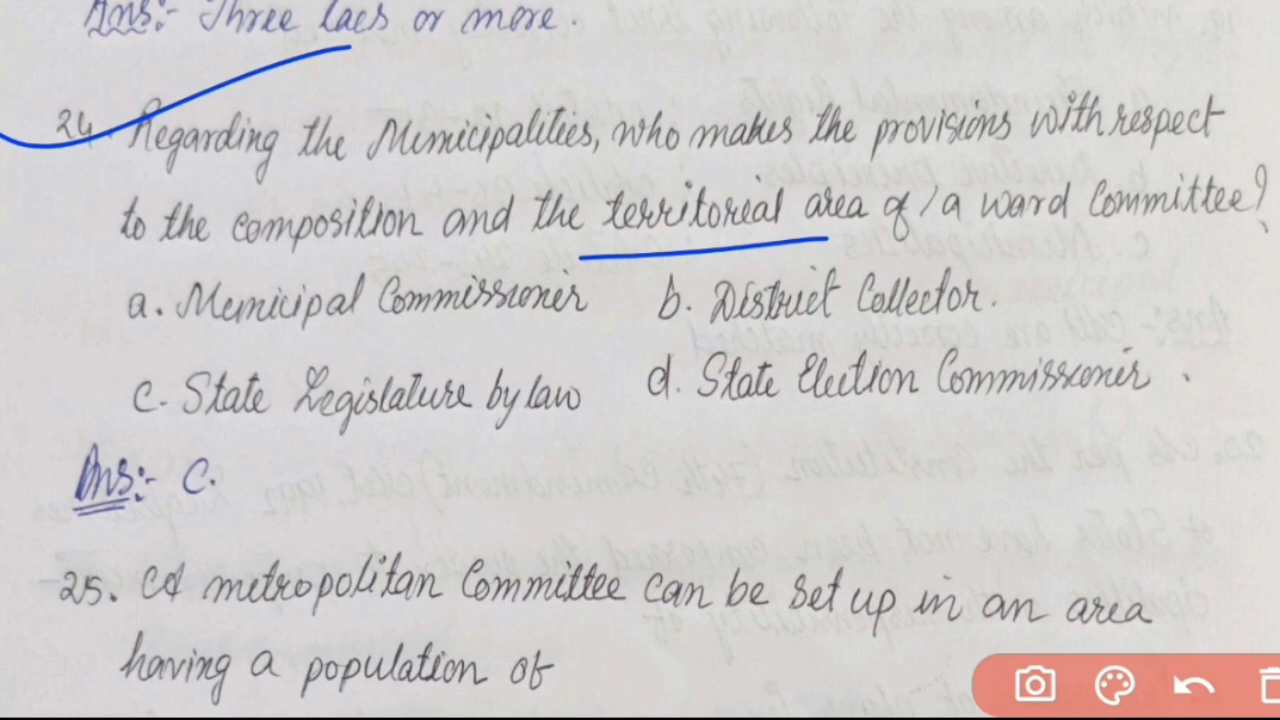 Ans:- Three lacs or more.
24. Regarding the Municipalities, who makes the provisions with respect
to the composition and the territorial area of / a ward Committee?
a. Municipal Commissioner b. District Collector.
c. State Legislature by law d. State Election Commissioner.
Ans:- C.
25. A metropolitan Committee can be set up in an area
having a population of